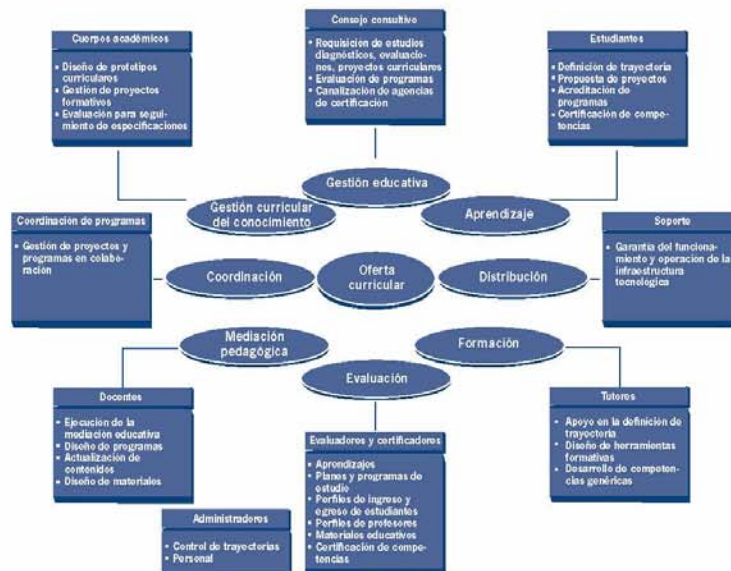 Consejo consultivo
Requisición de estudios
diagnósticos, evaluaciones,
proyectos curriculares
Evaluación de programas
Canalización de agencias
de certificación
Cuerpos académicos
Diseño de prototipos
curriculares
Gestión de proyectos
formativos
Evaluación para seguimiento
de especificaciones
Estudiantes
Definición de trayectoria
Propuesta de proyectos
Acreditación de
programas
Certificación de compe-
tencias
Gestión educativa
Gestión curricular
del conocimiento
Aprendizaje
Coordinación de programas
Gestión de proyectos y
programas en colabo-
ración
Coordinación
Oferta
curricular
Distribución
Soporte
Garantía del funciona-
miento y operación de la
infraestructura
tecnológica
Mediación
pedagógica
Formación
Evaluación
Docentes
Ejecución de la
mediación educativa
Diseño de programas
Actualización de
contenidos
Diseño de materiales
Evaluadores y certificadores
Aprendizajes
Planes y programas de
estudio
Perfiles de ingreso y
egreso de estudiantes
Perfiles de profesores
Materiales educativos
Certificación de compe-
tencias
Tutores
Apoyo en la definición de
trayectoria
Diseño de herramientas
formativas
Desarrollo de competen-
cias genéricas
Administradores
Control de trayectorias
Personal